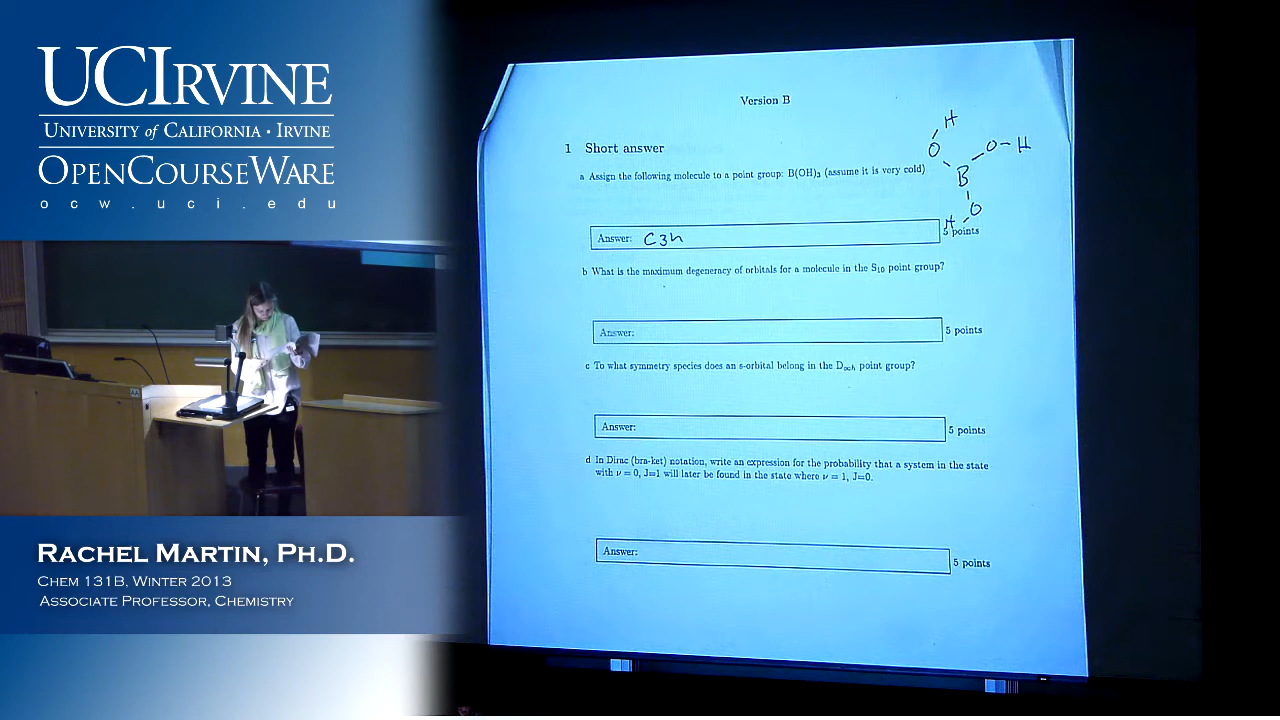 UCIRVINE
UNIVERSITY of CALIFORNIA · IRVINE
OPENCOURSEWARE
ocw.uci.edu
RACHEL MARTIN, PH.D.
CHEM 131B, WINTER 2013
ASSOCIATE PROFESSOR, CHEMISTRY
Version B
1 Short answer
a Assign the following molecule to a point group: B(OH)3 (assume it is very cold)
H
O O-H
B
O
H
Answer: C3h
5 points
b What is the maximum degeneracy of orbitals for a molecule in the S10 point group?
Answer:
5 points
c To what symmetry species does an s-orbital belong in the D∞h point group?
Answer:
5 points
d In Dirac (bra-ket) notation, write an expression for the probability that a system in the state
with ν = 0, J=1 will later be found in the state where ν = 1, J=0.
Answer:
5 points